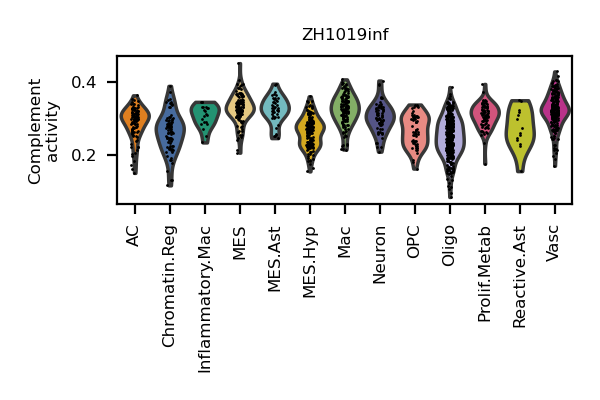 ZH1019inf
Complement
activity
0.4
0.2
AC
Chromatin.Reg
Inflammatory.Mac
MES
MES.Ast
MES.Hyp
Mac
Neuron
OPC
Oligo
Prolif.Metab
Reactive.Ast
Vasc